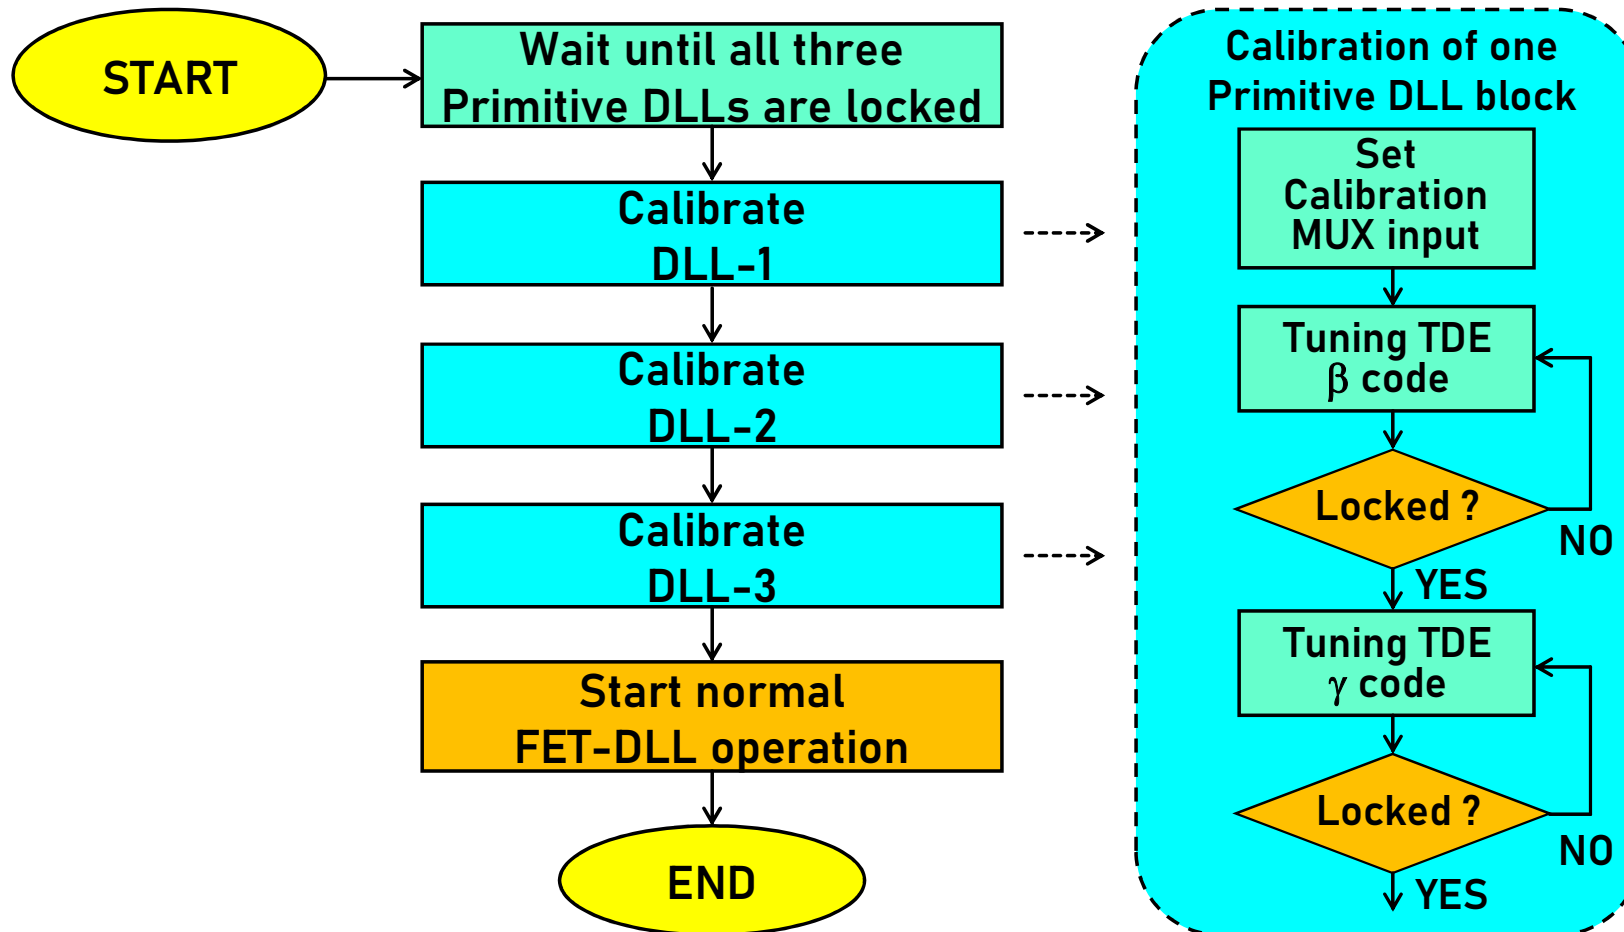 START
Wait until all three
Primitive DLLs are locked
Calibrate
DLL-1
Calibrate
DLL-2
Calibrate
DLL-3
Start normal
FET-DLL operation
END
Calibration of one
Primitive DLL block
Set
Calibration
MUX input
Tuning TDE
β code
Locked ?
NO
YES
Tuning TDE
γ code
Locked ?
NO
YES